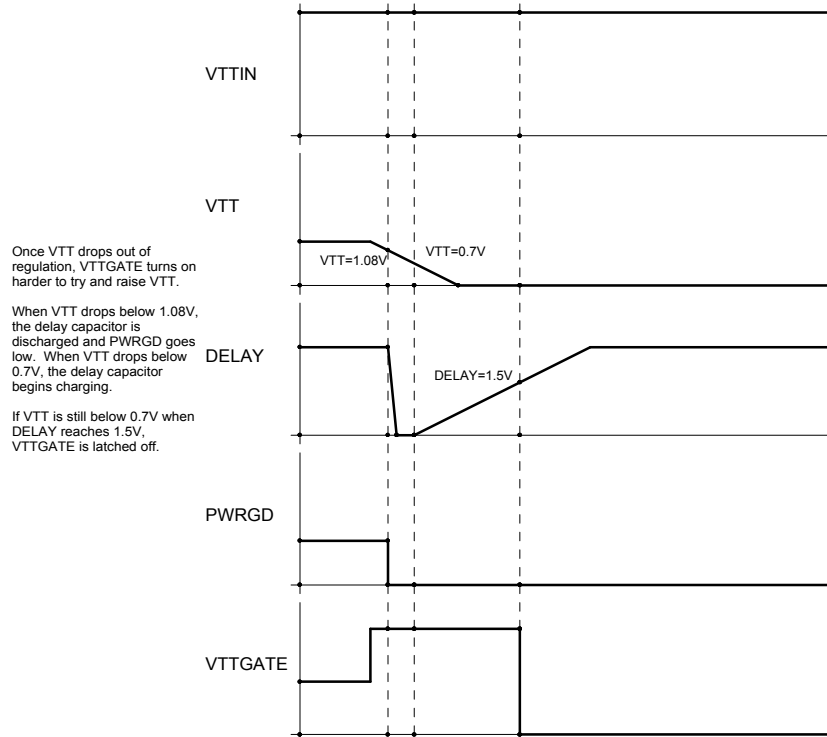 VTTIN
VTT
Once VTT drops out of
regulation, VTTGATE turns on
harder to try and raise VTT.
When VTT drops below 1.08V,
the delay capacitor is
discharged and PWRGD goes
low.  When VTT drops below
0.7V, the delay capacitor
begins charging.
If VTT is still below 0.7V when
DELAY reaches 1.5V,
VTTGATE is latched off.
VTT=1.08V
VTT=0.7V
DELAY
DELAY=1.5V
PWRGD
VTTGATE